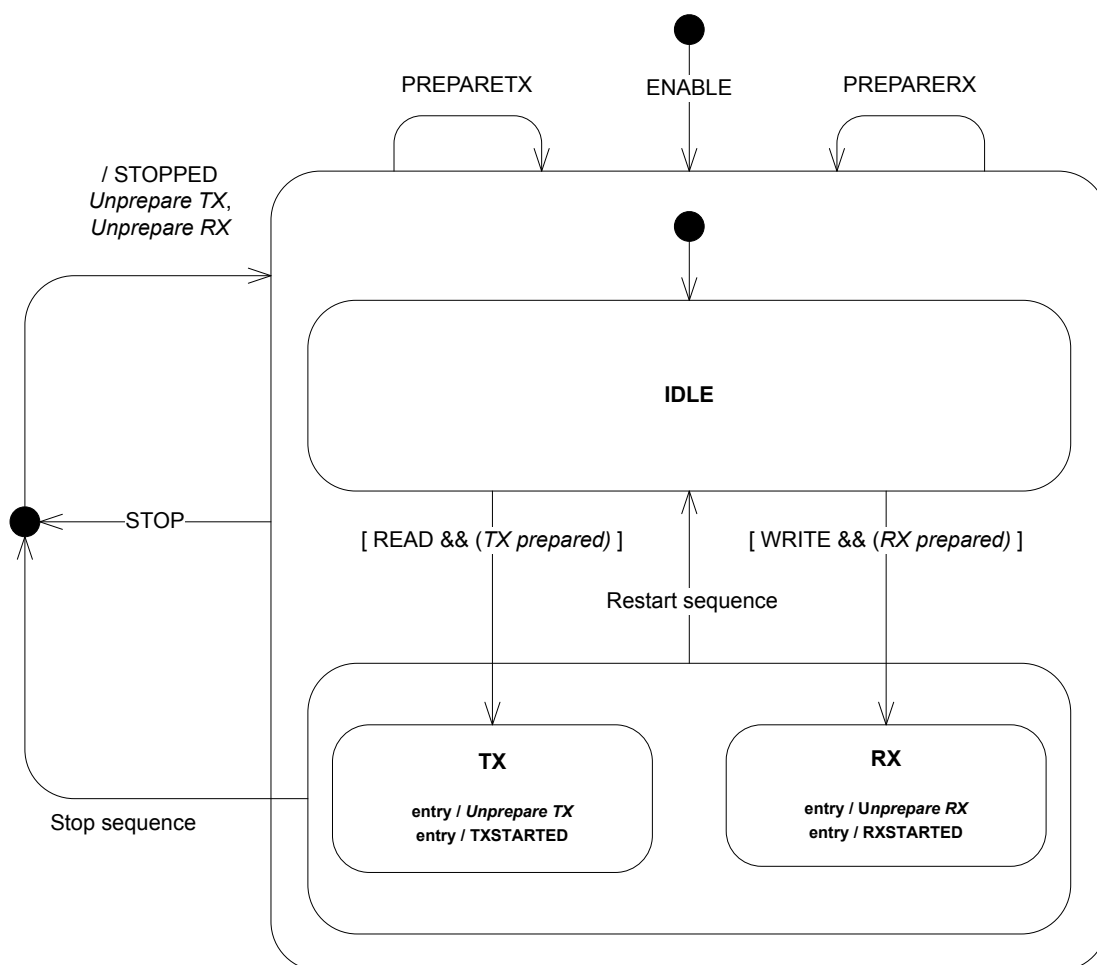 PREPARETX
ENABLE
PREPARERX
/ STOPPED
Unprepare TX,
Unprepare RX
IDLE
STOP
[ READ && (TX prepared) ]
[ WRITE && (RX prepared) ]
Restart sequence
TX
entry / Unprepare TX
entry / TXSTARTED
RX
entry / Unprepare RX
entry / RXSTARTED
Stop sequence